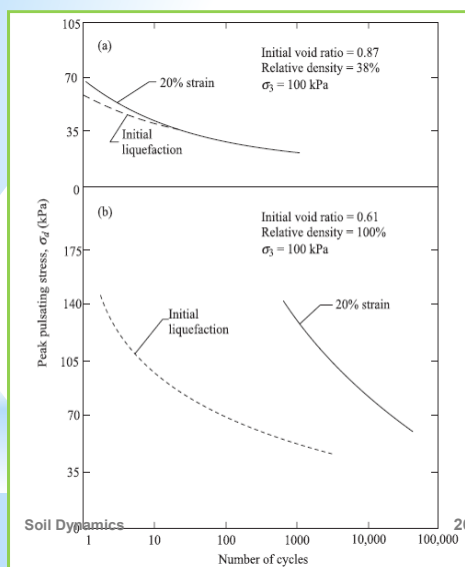 105
(a)
Initial void ratio = 0.87
Relative density = 38%
σ3 = 100 kPa
70
20% strain
35
Initial
liquefaction
0
(b)
Initial void ratio = 0.61
Relative density = 100%
σ3 = 100 kPa
175
Peak pulsating stress, σd (kPa)
140
20% strain
Initial
liquefaction
105
70
35
Soil Dynamics
20
0
1 10 100 1000 10,000 100,000
Number of cycles